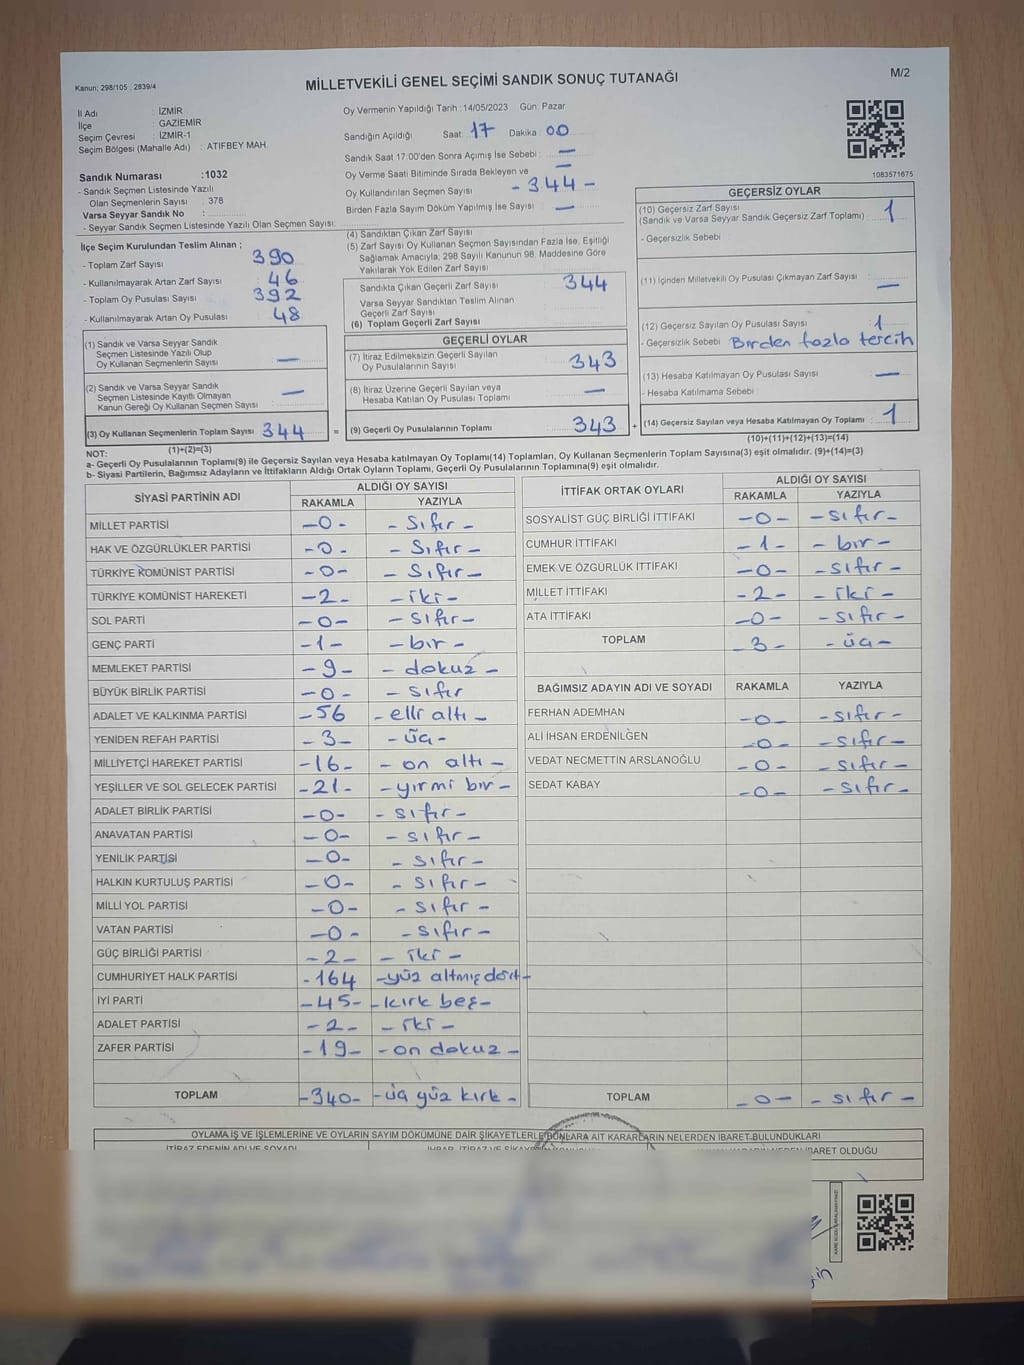 Kanun: 298/105 ; 2839/4
MİLLETVEKİLİ GENEL SEÇİMİ SANDIK SONUÇ TUTANAĞI
M/2
İl Adı : İZMİR
İlçe : GAZİEMİR
Seçim Çevresi : İZMİR-1
Seçim Bölgesi (Mahalle Adı) : ATIFBEY MAH.
Sandık Numarası :1032
- Sandık Seçmen Listesinde Yazılı
Olan Seçmenlerin Sayısı : 378
Varsa Seyyar Sandık No :
- Seyyar Sandık Seçmen Listesinde Yazılı Olan Seçmen Sayısı:
Oy Vermenin Yapıldığı Tarih :14/05/2023 Gün: Pazar
Sandığın Açıldığı Saat :17 Dakika :00
Sandık Saat 17:00'den Sonra Açımış İse Sebebi : —
Oy Verme Saati Bitiminde Sırada Bekleyen ve —
Oy Kullandırılan Seçmen Sayısı -344-
Birden Fazla Sayım Döküm Yapılmış İse Sayısı —
1083571675
İlçe Seçim Kurulundan Teslim Alınan ;
- Toplam Zarf Sayısı 390
- Kullanılmayarak Artan Zarf Sayısı : 46
- Toplam Oy Pusulası Sayısı 392
- Kullanılmayarak Artan Oy Pusulası : 48
(4) Sandıktan Çıkan Zarf Sayısı
(5) Zarf Sayısı Oy Kullanan Seçmen Sayısından Fazla İse, Eşitliği
Sağlamak Amacıyla; 298 Sayılı Kanunun 98. Maddesine Göre
Yakılarak Yok Edilen Zarf Sayısı
Sandıkta Çıkan Geçerli Zarf Sayısı 344
Varsa Seyyar Sandıktan Teslim Alınan
Geçerli Zarf Sayısı
(6) Toplam Geçerli Zarf Sayısı
GEÇERSİZ OYLAR
(10) Geçersiz Zarf Sayısı
(Sandık ve Varsa Seyyar Sandık Geçersiz Zarf Toplamı) : 1
- Geçersizlik Sebebi :
(11) İçinden Milletvekili Oy Pusulası Çıkmayan Zarf Sayısı : —
(12) Geçersiz Sayılan Oy Pusulası Sayısı :1
- Geçersizlik Sebebi Birden fazla tercih
(13) Hesaba Katılmayan Oy Pusulası Sayısı —
- Hesaba Katılmama Sebebi
(14) Geçersiz Sayılan veya Hesaba Katılmayan Oy Toplamı : 1
(10)+(11)+(12)+(13)=(14)
(1) Sandık ve Varsa Seyyar Sandık
Seçmen Listesinde Yazılı Olup
Oy Kullanan Seçmenlerin Sayısı —
(2) Sandık ve Varsa Seyyar Sandık
Seçmen Listesinde Kayıtlı Olmayan
Kanun Gereği Oy Kullanan Seçmen Sayısı —
(3) Oy Kullanan Seçmenlerin Toplam Sayısı 344 =
(1)+(2)=(3)
GEÇERLİ OYLAR
(7) İtiraz Edilmeksizin Geçerli Sayılan
Oy Pusulalarının Sayısı 343
(8) İtiraz Üzerine Geçerli Sayılan veya
Hesaba Katılan Oy Pusulası Toplamı —
(9) Geçerli Oy Pusulalarının Toplamı 343 +
NOT:
a- Geçerli Oy Pusulalarının Toplamı(9) ile Geçersiz Sayılan veya Hesaba katılmayan Oy Toplamı(14) Toplamları, Oy Kullanan Seçmenlerin Toplam Sayısına(3) eşit olmalıdır. (9)+(14)=(3)
b- Siyasi Partilerin, Bağımsız Adayların ve İttifakların Aldığı Ortak Oyların Toplamı, Geçerli Oy Pusulalarının Toplamına(9) eşit olmalıdır.
SİYASİ PARTİNİN ADI ALDIĞI OY SAYISI
RAKAMLA YAZIYLA
MİLLET PARTİSİ -0- -Sıfır-
HAK VE ÖZGÜRLÜKLER PARTİSİ -0- -Sıfır-
TÜRKİYE KOMÜNİST PARTİSİ -0- -Sıfır-
TÜRKİYE KOMÜNİST HAREKETİ -2- -iki-
SOL PARTİ -0- -sıfır-
GENÇ PARTİ -1- -bir-
MEMLEKET PARTİSİ -9- -dokuz-
BÜYÜK BİRLİK PARTİSİ -0- -sıfır
ADALET VE KALKINMA PARTİSİ -56 -elli altı-
YENİDEN REFAH PARTİSİ -3- -üç-
MİLLİYETÇİ HAREKET PARTİSİ -16- -on altı-
YEŞİLLER VE SOL GELECEK PARTİSİ -21- -yirmi bir-
ADALET BİRLİK PARTİSİ -0- -sıfır-
ANAVATAN PARTİSİ -0- -sıfır-
YENİLİK PARTİSİ -0- -sıfır-
HALKIN KURTULUŞ PARTİSİ -0- -sıfır-
MİLLİ YOL PARTİSİ -0- -sıfır-
VATAN PARTİSİ -0- -sıfır-
GÜÇ BİRLİĞİ PARTİSİ -2- -iki-
CUMHURİYET HALK PARTİSİ -164 -yüz altmış dört-
İYİ PARTİ -45- -kırk beş-
ADALET PARTİSİ -2- -iki-
ZAFER PARTİSİ -19- -on dokuz-
TOPLAM -340- -üç yüz kırk-
İTTİFAK ORTAK OYLARI ALDIĞI OY SAYISI
RAKAMLA YAZIYLA
SOSYALİST GÜÇ BİRLİĞİ İTTİFAKI -0- -sıfır-
CUMHUR İTTİFAKI -1- -bir-
EMEK VE ÖZGÜRLÜK İTTİFAKI -0- -sıfır-
MİLLET İTTİFAKI -2- -iki-
ATA İTTİFAKI -0- -sıfır-
TOPLAM -3- -üç-
BAĞIMSIZ ADAYIN ADI VE SOYADI RAKAMLA YAZIYLA
FERHAN ADEMHAN -0- -sıfır-
ALİ İHSAN ERDENİLGEN -0- -sıfır-
VEDAT NECMETTİN ARSLANOĞLU -0- -sıfır-
SEDAT KABAY -0- -sıfır-
TOPLAM -0- -sıfır-
OYLAMA İŞ VE İŞLEMLERİNE VE OYLARIN SAYIM DÖKÜMÜNE DAİR ŞİKAYETLERLE BUNLARA AİT KARARLARIN NELERDEN İBARET BULUNDUKLARI
İTİRAZ EDENİN ADI VE SOYADI
İBARET OLDUĞU